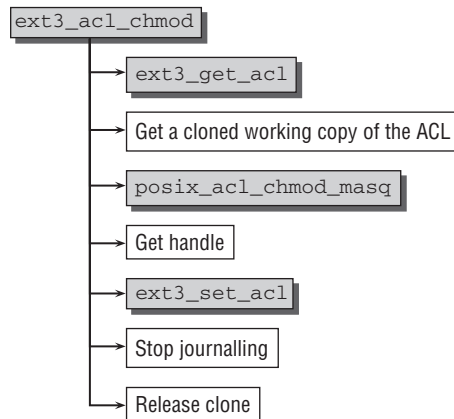 ext3_acl_chmod
ext3_get_acl
Get a cloned working copy of the ACL
posix_acl_chmod_masq
Get handle
ext3_set_acl
Stop journalling
Release clone